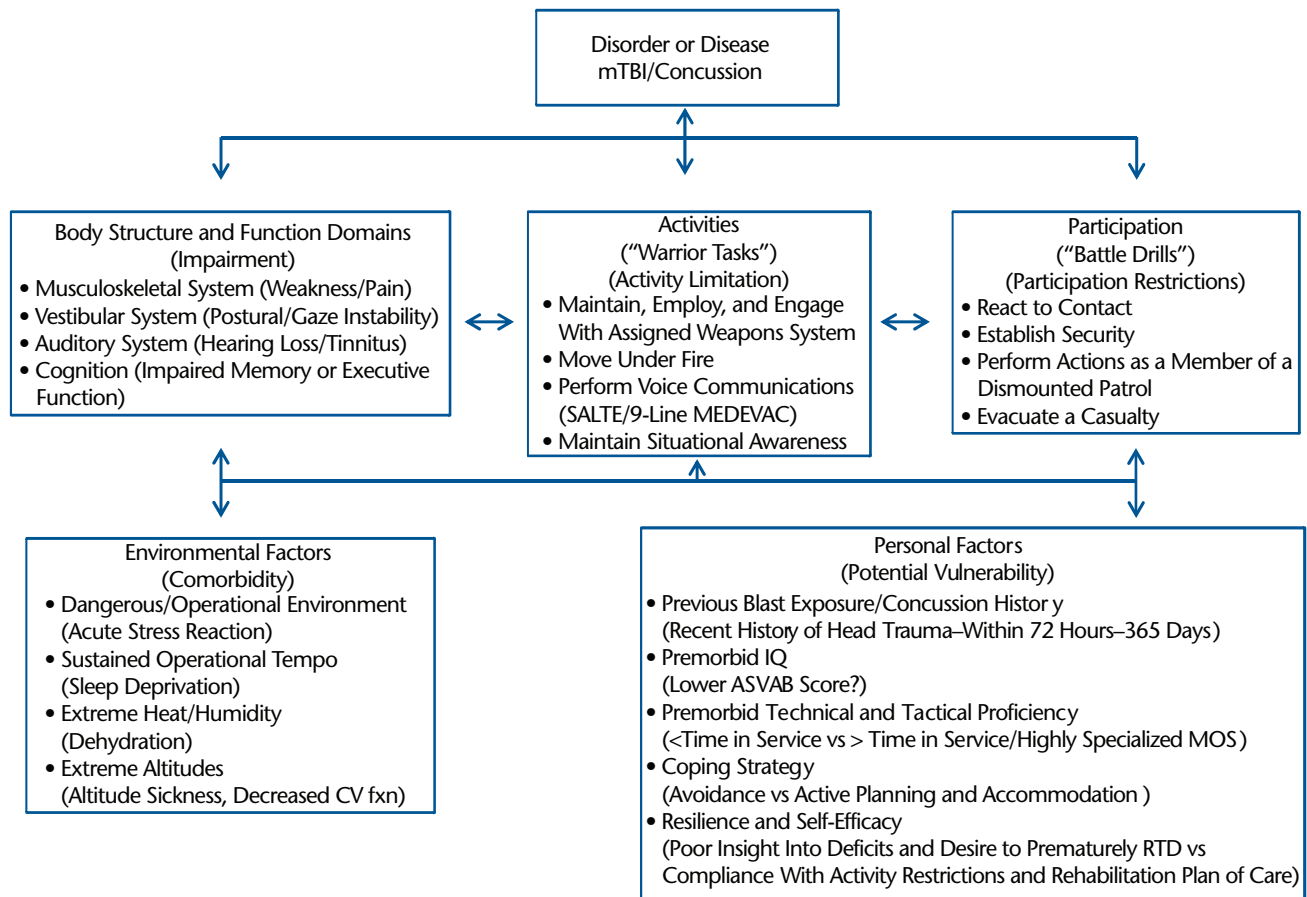 Disorder or Disease
mTBI/Concussion
Body Structure and Function Domains
(Impairment)
• Musculoskeletal System (Weakness/Pain)
• Vestibular System (Postural/Gaze Instability)
• Auditory System (Hearing Loss/Tinnitus)
• Cognition (Impaired Memory or Executive
Function)
Activities
(“Warrior Tasks”)
(Activity Limitation)
• Maintain, Employ, and Engage
With Assigned Weapons System
• Move Under Fire
• Perform Voice Communications
(SALTE/9-Line MEDEVAC)
• Maintain Situational Awareness
Participation
(“Battle Drills”)
(Participation Restrictions)
• React to Contact
• Establish Security
• Perform Actions as a Member of a
Dismounted Patrol
• Evacuate a Casualty
Environmental Factors
(Comorbidity)
• Dangerous/Operational Environment
(Acute Stress Reaction)
• Sustained Operational Tempo
(Sleep Deprivation)
• Extreme Heat/Humidity
(Dehydration)
• Extreme Altitudes
(Altitude Sickness, Decreased CV fxn)
Personal Factors
(Potential Vulnerability)
• Previous Blast Exposure/Concussion History
(Recent History of Head Trauma–Within 72 Hours–365 Days)
• Premorbid IQ
(Lower ASVAB Score?)
• Premorbid Technical and Tactical Proficiency
(<Time in Service vs > Time in Service/Highly Specialized MOS)
• Coping Strategy
(Avoidance vs Active Planning and Accommodation )
• Resilience and Self-Efficacy
(Poor Insight Into Deficits and Desire to Prematurely RTD vs
Compliance With Activity Restrictions and Rehabilitation Plan of Care)